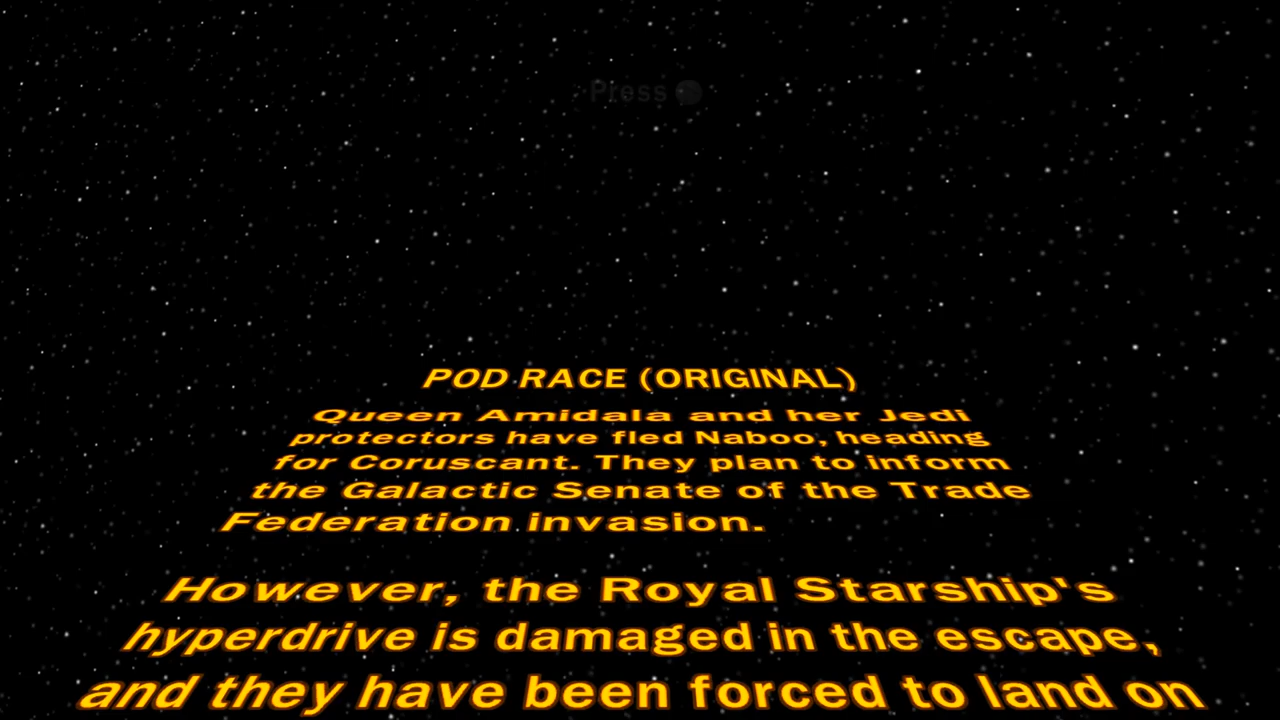 Press
POD RACE (ORIGINAL)
Queen Amidala and her Jedi
protectors have fled Naboo, heading
for Coruscant. They plan to inform
the Galactic Senate of the Trade
Federation invasion.
However, the Royal Starship's
hyperdrive is damaged in the escape,
and they have been forced to land on